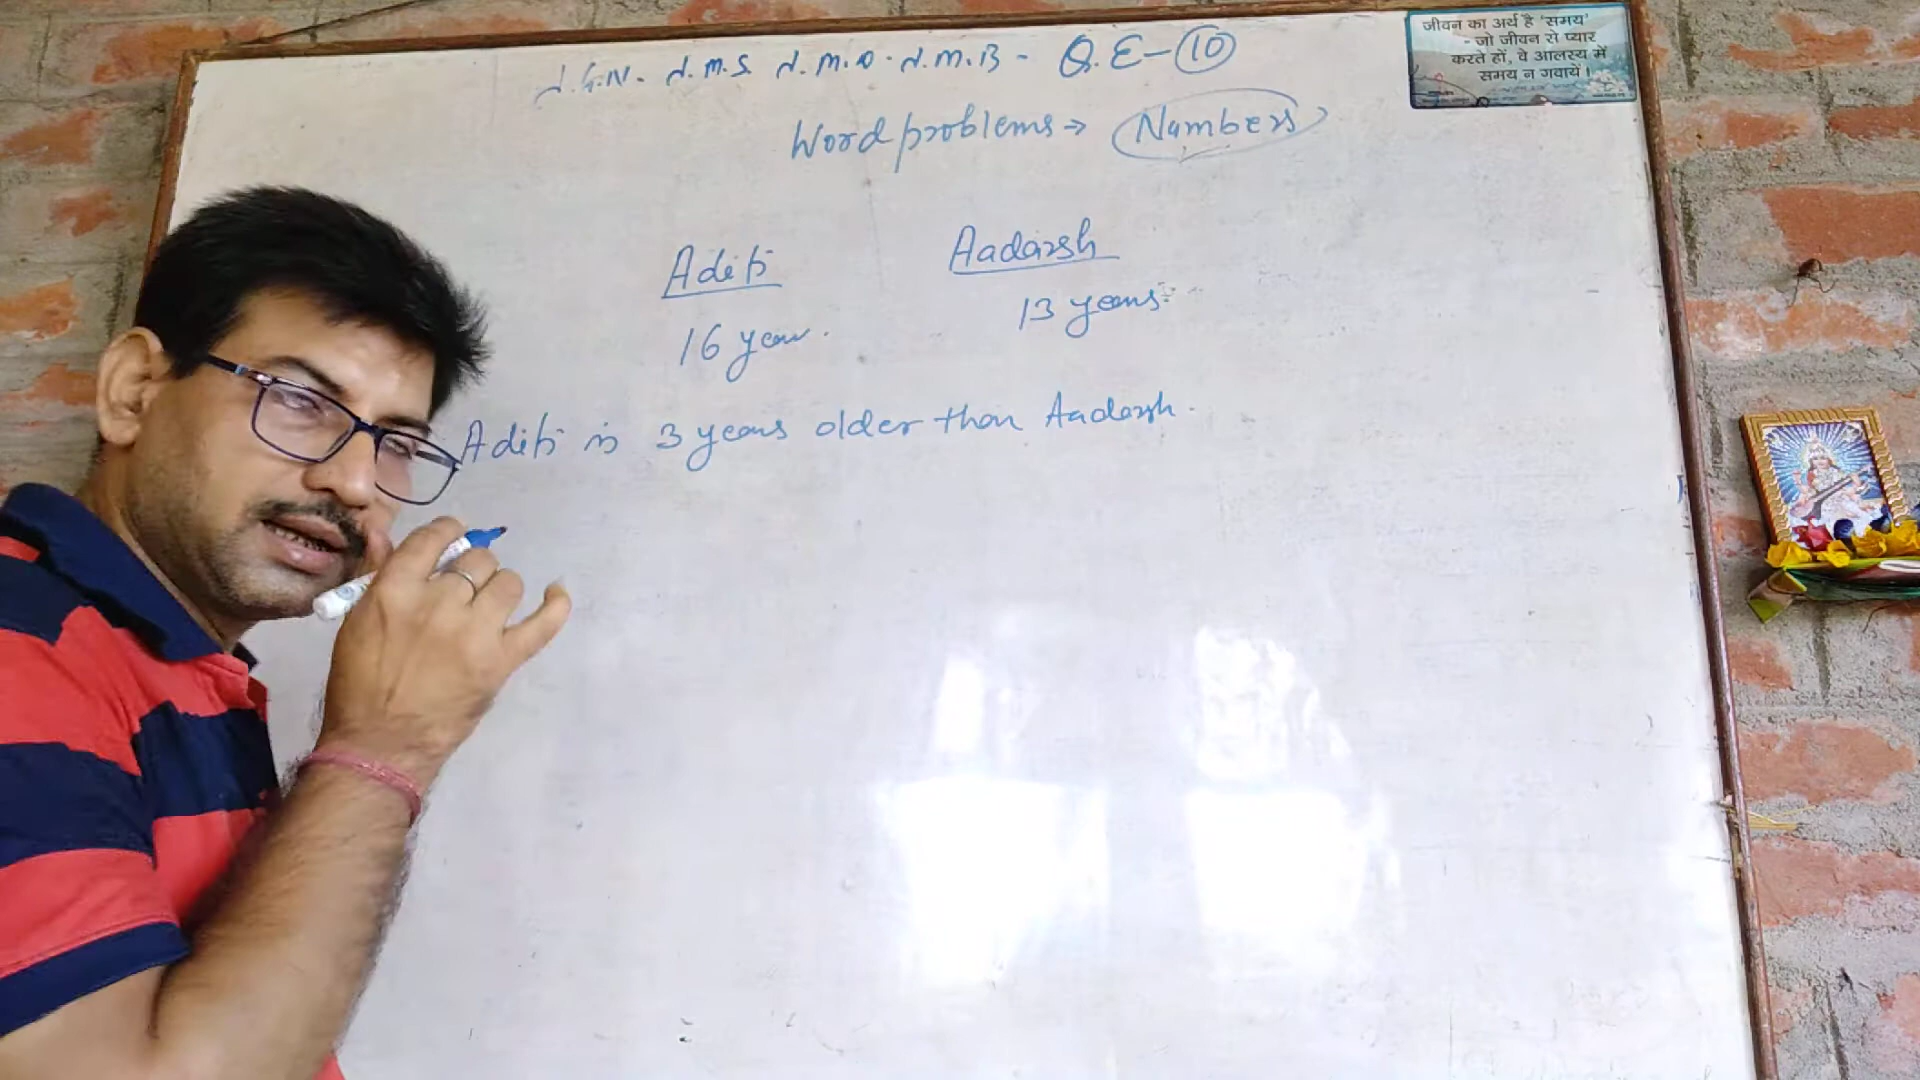 J.G.N. J.M.S. J.M.D. J.M.B - Q.E-10
Word problems → Numbers
Aditi Aadarsh
16 years. 13 years.
Aditi is 3 years older than Aadarsh.
जीवन का अर्थ है 'समय'
- जो जीवन से प्यार
करते हों, वे आलस्य में
समय न गवायें।